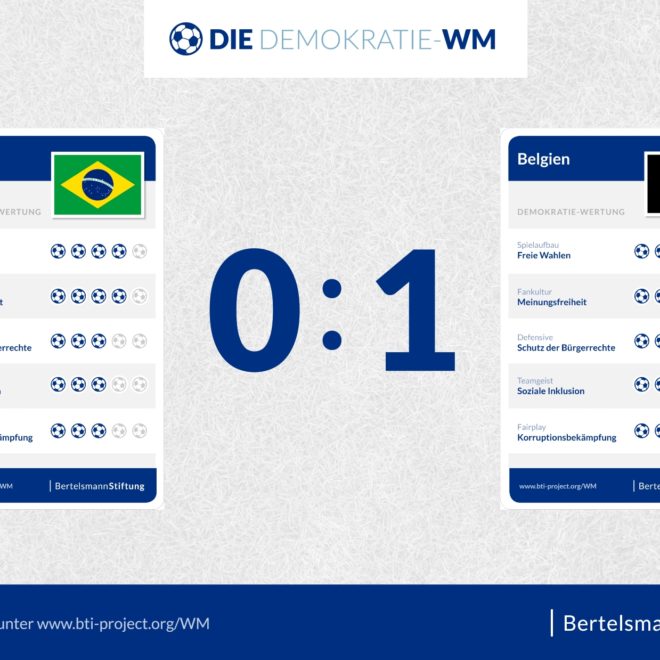 DIE DEMOKRATIE-WM
WERTUNG
errechte
ämpfung
WM
BertelsmannStiftung
0:1
Belgien
DEMOKRATIE-WERTUNG
Spielaufbau
Freie Wahlen
Fankultur
Meinungsfreiheit
Defensive
Schutz der Bürgerrechte
Teamgeist
Soziale Inklusion
Fairplay
Korruptionsbekämpfung
www.bti-project.org/WM
Berte
unter www.bti-project.org/WM
Bertelsma